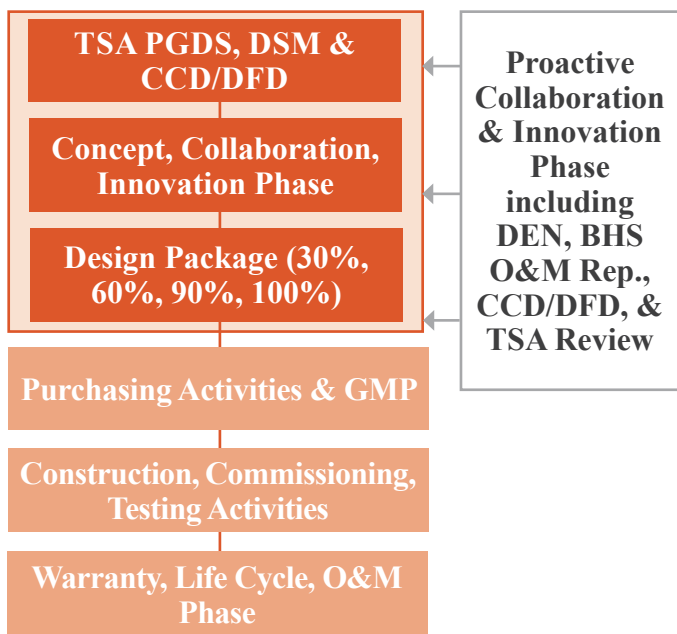 TSA PGDS, DSM &
CCD/DFD
Concept, Collaboration,
Innovation Phase
Design Package (30%,
60%, 90%, 100%)
Purchasing Activities & GMP
Construction, Commissioning,
Testing Activities
Warranty, Life Cycle, O&M
Phase
Proactive
Collaboration
& Innovation
Phase
including
DEN, BHS
O&M Rep.,
CCD/DFD, &
TSA Review